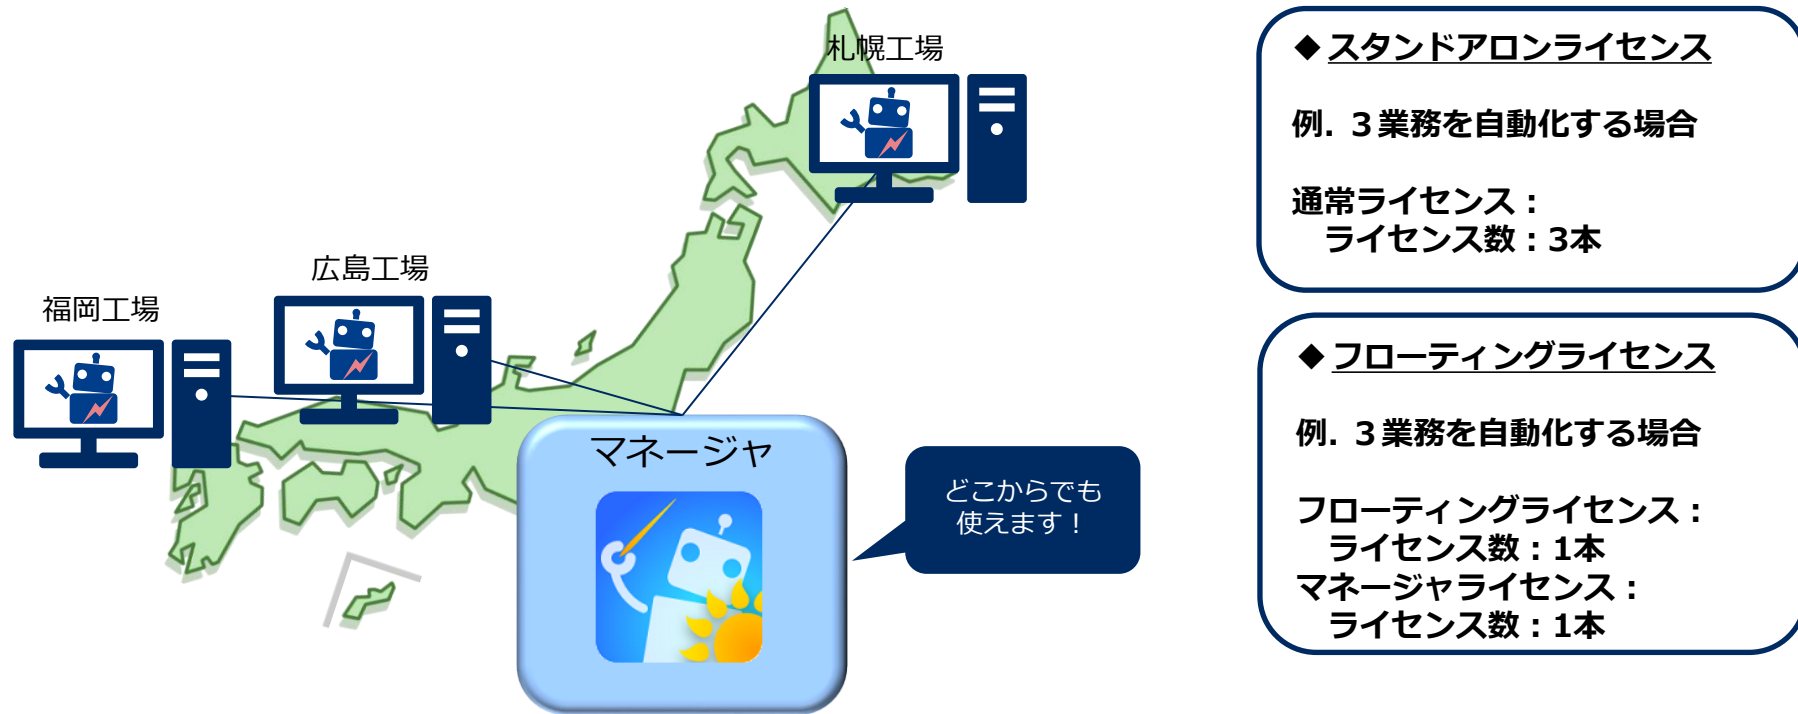 札幌工場
広島工場
福岡工場
マネージャ
どこからでも
使えます！
◆スタンドアロンライセンス
例. ３業務を自動化する場合
通常ライセンス：
ライセンス数：3本
◆フローティングライセンス
例. ３業務を自動化する場合
フローティングライセンス：
ライセンス数：1本
マネージャライセンス：
ライセンス数：1本